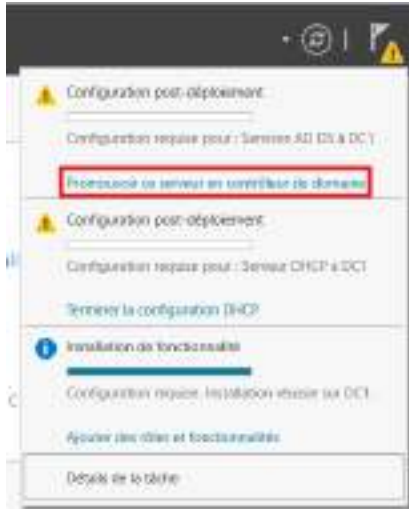 Configuration post-déploiement
Configuration requise pour : Services AD DS à DC1
Promouvoir ce serveur en contrôleur de domaine
Configuration post-déploiement
Configuration requise pour : Serveur DHCP à DC1
Terminer la configuration DHCP
Installation de fonctionnalité
Configuration requise. Installation réussie sur DC1.
Ajouter des rôles et fonctionnalités
Détails de la tâche